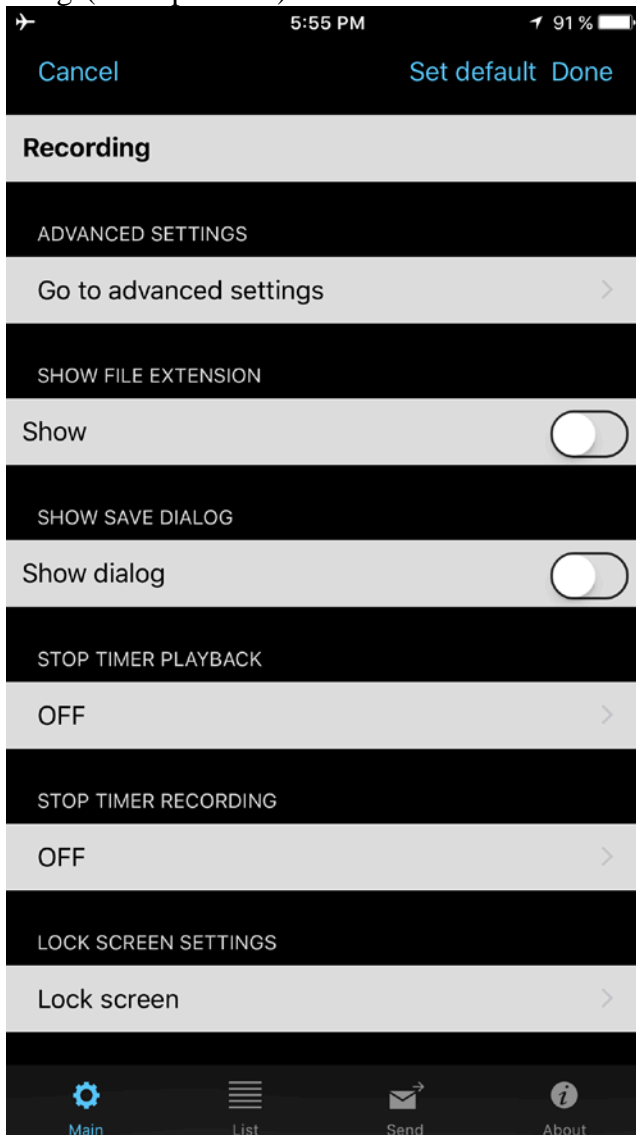 5:55 PM
91 %
Cancel
Set default Done
Recording
ADVANCED SETTINGS
Go to advanced settings
SHOW FILE EXTENSION
Show
SHOW SAVE DIALOG
Show dialog
STOP TIMER PLAYBACK
OFF
STOP TIMER RECORDING
OFF
LOCK SCREEN SETTINGS
Lock screen
Main List Send About